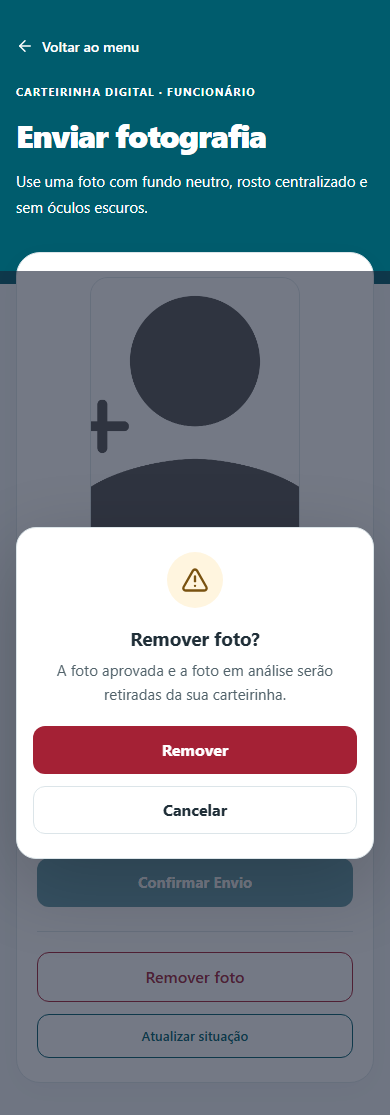 Voltar ao menu
CARTEIRINHA DIGITAL · FUNCIONÁRIO
Enviar fotografia
Use uma foto com fundo neutro, rosto centralizado e
sem óculos escuros.
Remover foto?
A foto aprovada e a foto em análise serão
retiradas da sua carteirinha.
Remover
Cancelar
Confirmar Envio
Remover foto
Atualizar situação